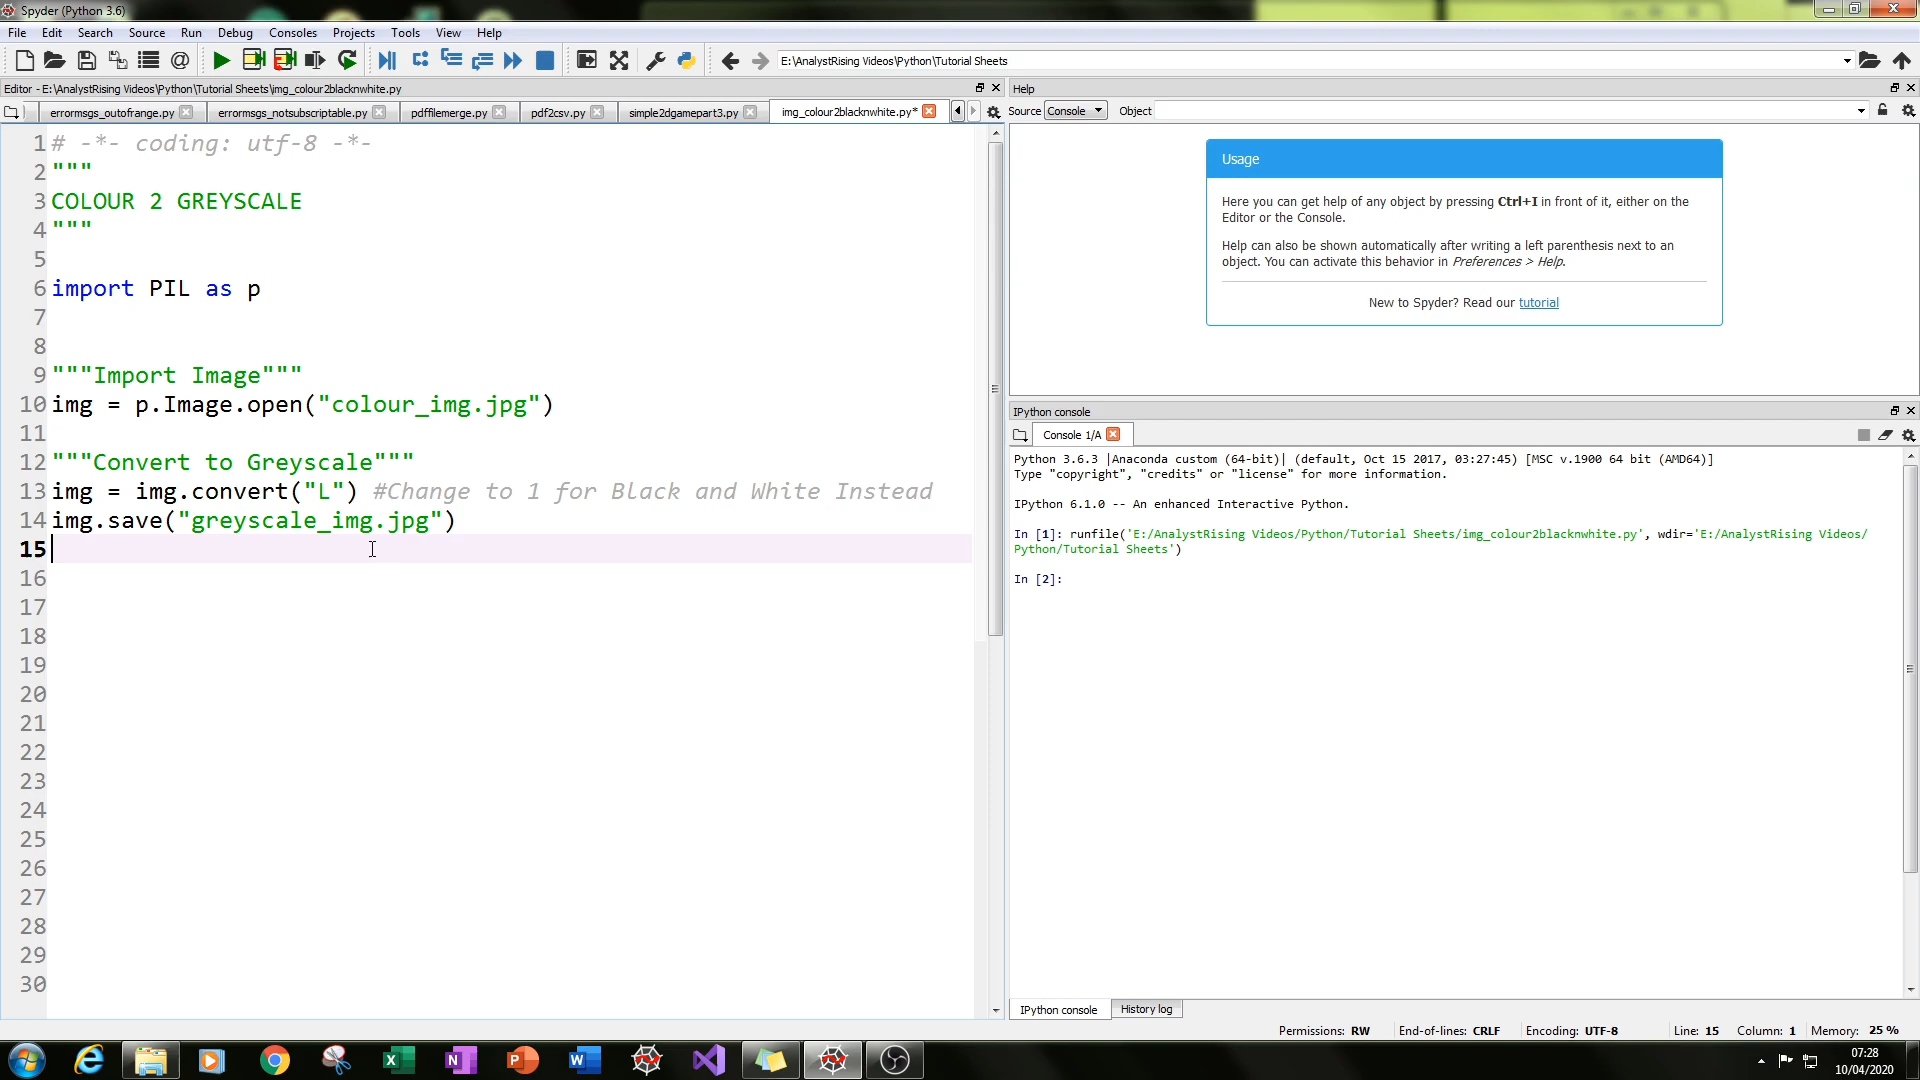 Spyder (Python 3.6)
File Edit Search Source Run Debug Consoles Projects Tools View Help
E:\AnalystRising Videos\Python\Tutorial Sheets
Editor - E:\AnalystRising Videos\Python\Tutorial Sheets\img_colour2blacknwhite.py
errormsgs_outofrange.py errormsgs_notsubscriptable.py pdffilemerge.py pdf2csv.py simple2dgamepart3.py img_colour2blacknwhite.py*
1 # -*- coding: utf-8 -*-
2 """
3 COLOUR 2 GREYSCALE
4 """
5
6 import PIL as p
7
8
9 """Import Image"""
10 img = p.Image.open("colour_img.jpg")
11
12 """Convert to Greyscale"""
13 img = img.convert("L") #Change to 1 for Black and White Instead
14 img.save("greyscale_img.jpg")
15
16
17
18
19
20
21
22
23
24
25
26
27
28
29
30
Help
Source Console Object
Usage
Here you can get help of any object by pressing Ctrl+I in front of it, either on the
Editor or the Console.
Help can also be shown automatically after writing a left parenthesis next to an
object. You can activate this behavior in Preferences > Help.
New to Spyder? Read our tutorial
IPython console
Console 1/A
Python 3.6.3 |Anaconda custom (64-bit)| (default, Oct 15 2017, 03:27:45) [MSC v.1900 64 bit (AMD64)]
Type "copyright", "credits" or "license" for more information.
IPython 6.1.0 -- An enhanced Interactive Python.
In [1]: runfile('E:/AnalystRising Videos/Python/Tutorial Sheets/img_colour2blacknwhite.py', wdir='E:/AnalystRising Videos/
Python/Tutorial Sheets')
In [2]:
IPython console History log
Permissions: RW End-of-lines: CRLF Encoding: UTF-8 Line: 15 Column: 1 Memory: 25 %
07:28
10/04/2020